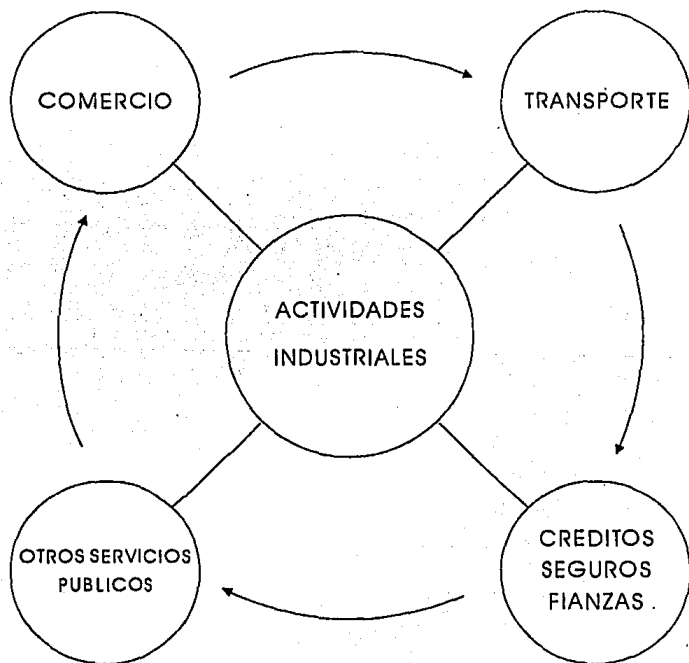 COMERCIO
TRANSPORTE
ACTIVIDADES
INDUSTRIALES
OTROS SERVICIOS
PUBLICOS
CREDITOS
SEGUROS
FIANZAS .